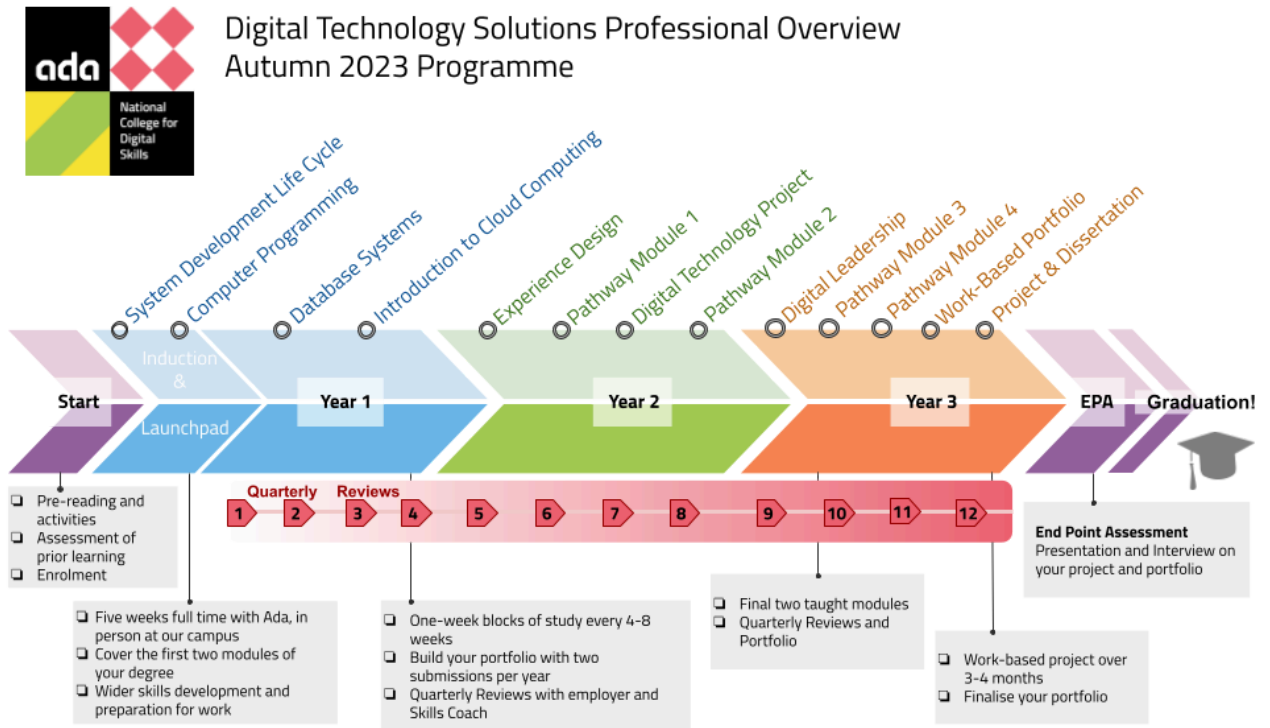 ada
National
College for
Digital
Skills
Digital Technology Solutions Professional Overview
Autumn 2023 Programme
System Development Life Cycle
Computer Programming
Database Systems
Introduction to Cloud Computing
Experience Design
Pathway Module 1
Digital Technology Project
Pathway Module 2
Digital Leadership
Pathway Module 3
Pathway Module 4
Work-Based Portfolio
Project & Dissertation
Start
Induction
&
Launchpad
Year 1
Year 2
Year 3
EPA
Graduation!
Quarterly Reviews
1 2 3 4 5 6 7 8 9 10 11 12
❏ Pre-reading and
activities
❏ Assessment of
prior learning
❏ Enrolment
❏ Five weeks full time with Ada, in
person at our campus
❏ Cover the first two modules of
your degree
❏ Wider skills development and
preparation for work
❏ One-week blocks of study every 4-8
weeks
❏ Build your portfolio with two
submissions per year
❏ Quarterly Reviews with employer and
Skills Coach
❏ Final two taught modules
❏ Quarterly Reviews and
Portfolio
❏ Work-based project over
3-4 months
❏ Finalise your portfolio
End Point Assessment
Presentation and Interview on
your project and portfolio